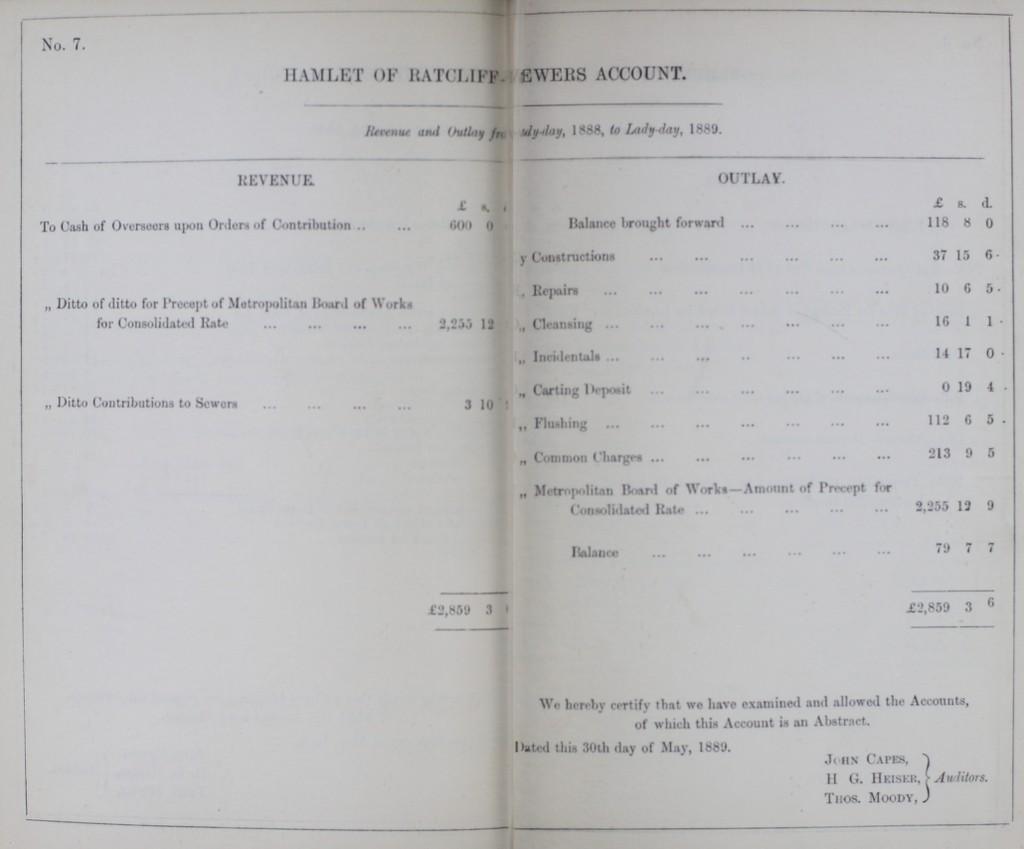 No. 7.
HAMLET OF RATCLIFF- EWERS ACCOUNT.
Revenue and Outlay ady-day, 1888, to Lady-day, 1889.
REVENUE.
£ s.
To Cash of Overseers upon Orders of Contribution .. ... 600 0
„ Ditto of ditto for Precept of Metropolitan Board of Works
for Consolidated Rate ... ... ... ... 2,255 12
„ Ditto Contributions to Sewers ... ... ... ... 3 10
£2,859 3
OUTLAY.
£ s. d.
Balance brought forward ... ... ... ... 118 8 0
y Constructions ... ... ... ... ... ... 37 15 6
„ Repairs ... ... ... ... ... ... ... 10 6 5
„ Cleansing ... ... ... ... ... ... ... 16 1 1
„ Incidentals ... ... ... .. ... ... ... 14 17 0
„ Carting Deposit ... ... ... ... ... ... 0 19 4
„ Flushing ... ... ... ... ... ... ... 112 6 5
„ Common Charges ... ... ... ... ... ... 213 9 5
„ Metropolitan Board of Works—Amount of Precept for
Consolidated Rate ... ... ... ... ... 2,255 12 9
Balance ... ... ... ... ... ... 79 7 7
£2,859 3 6
We hereby certify that we have examined and allowed the Accounts,
of which this Account is an Abstract.
Dated this 30th day of May, 1889.
JOHN CAPES,
H G. HEISER,
THOS. MOODY,
Auditors.